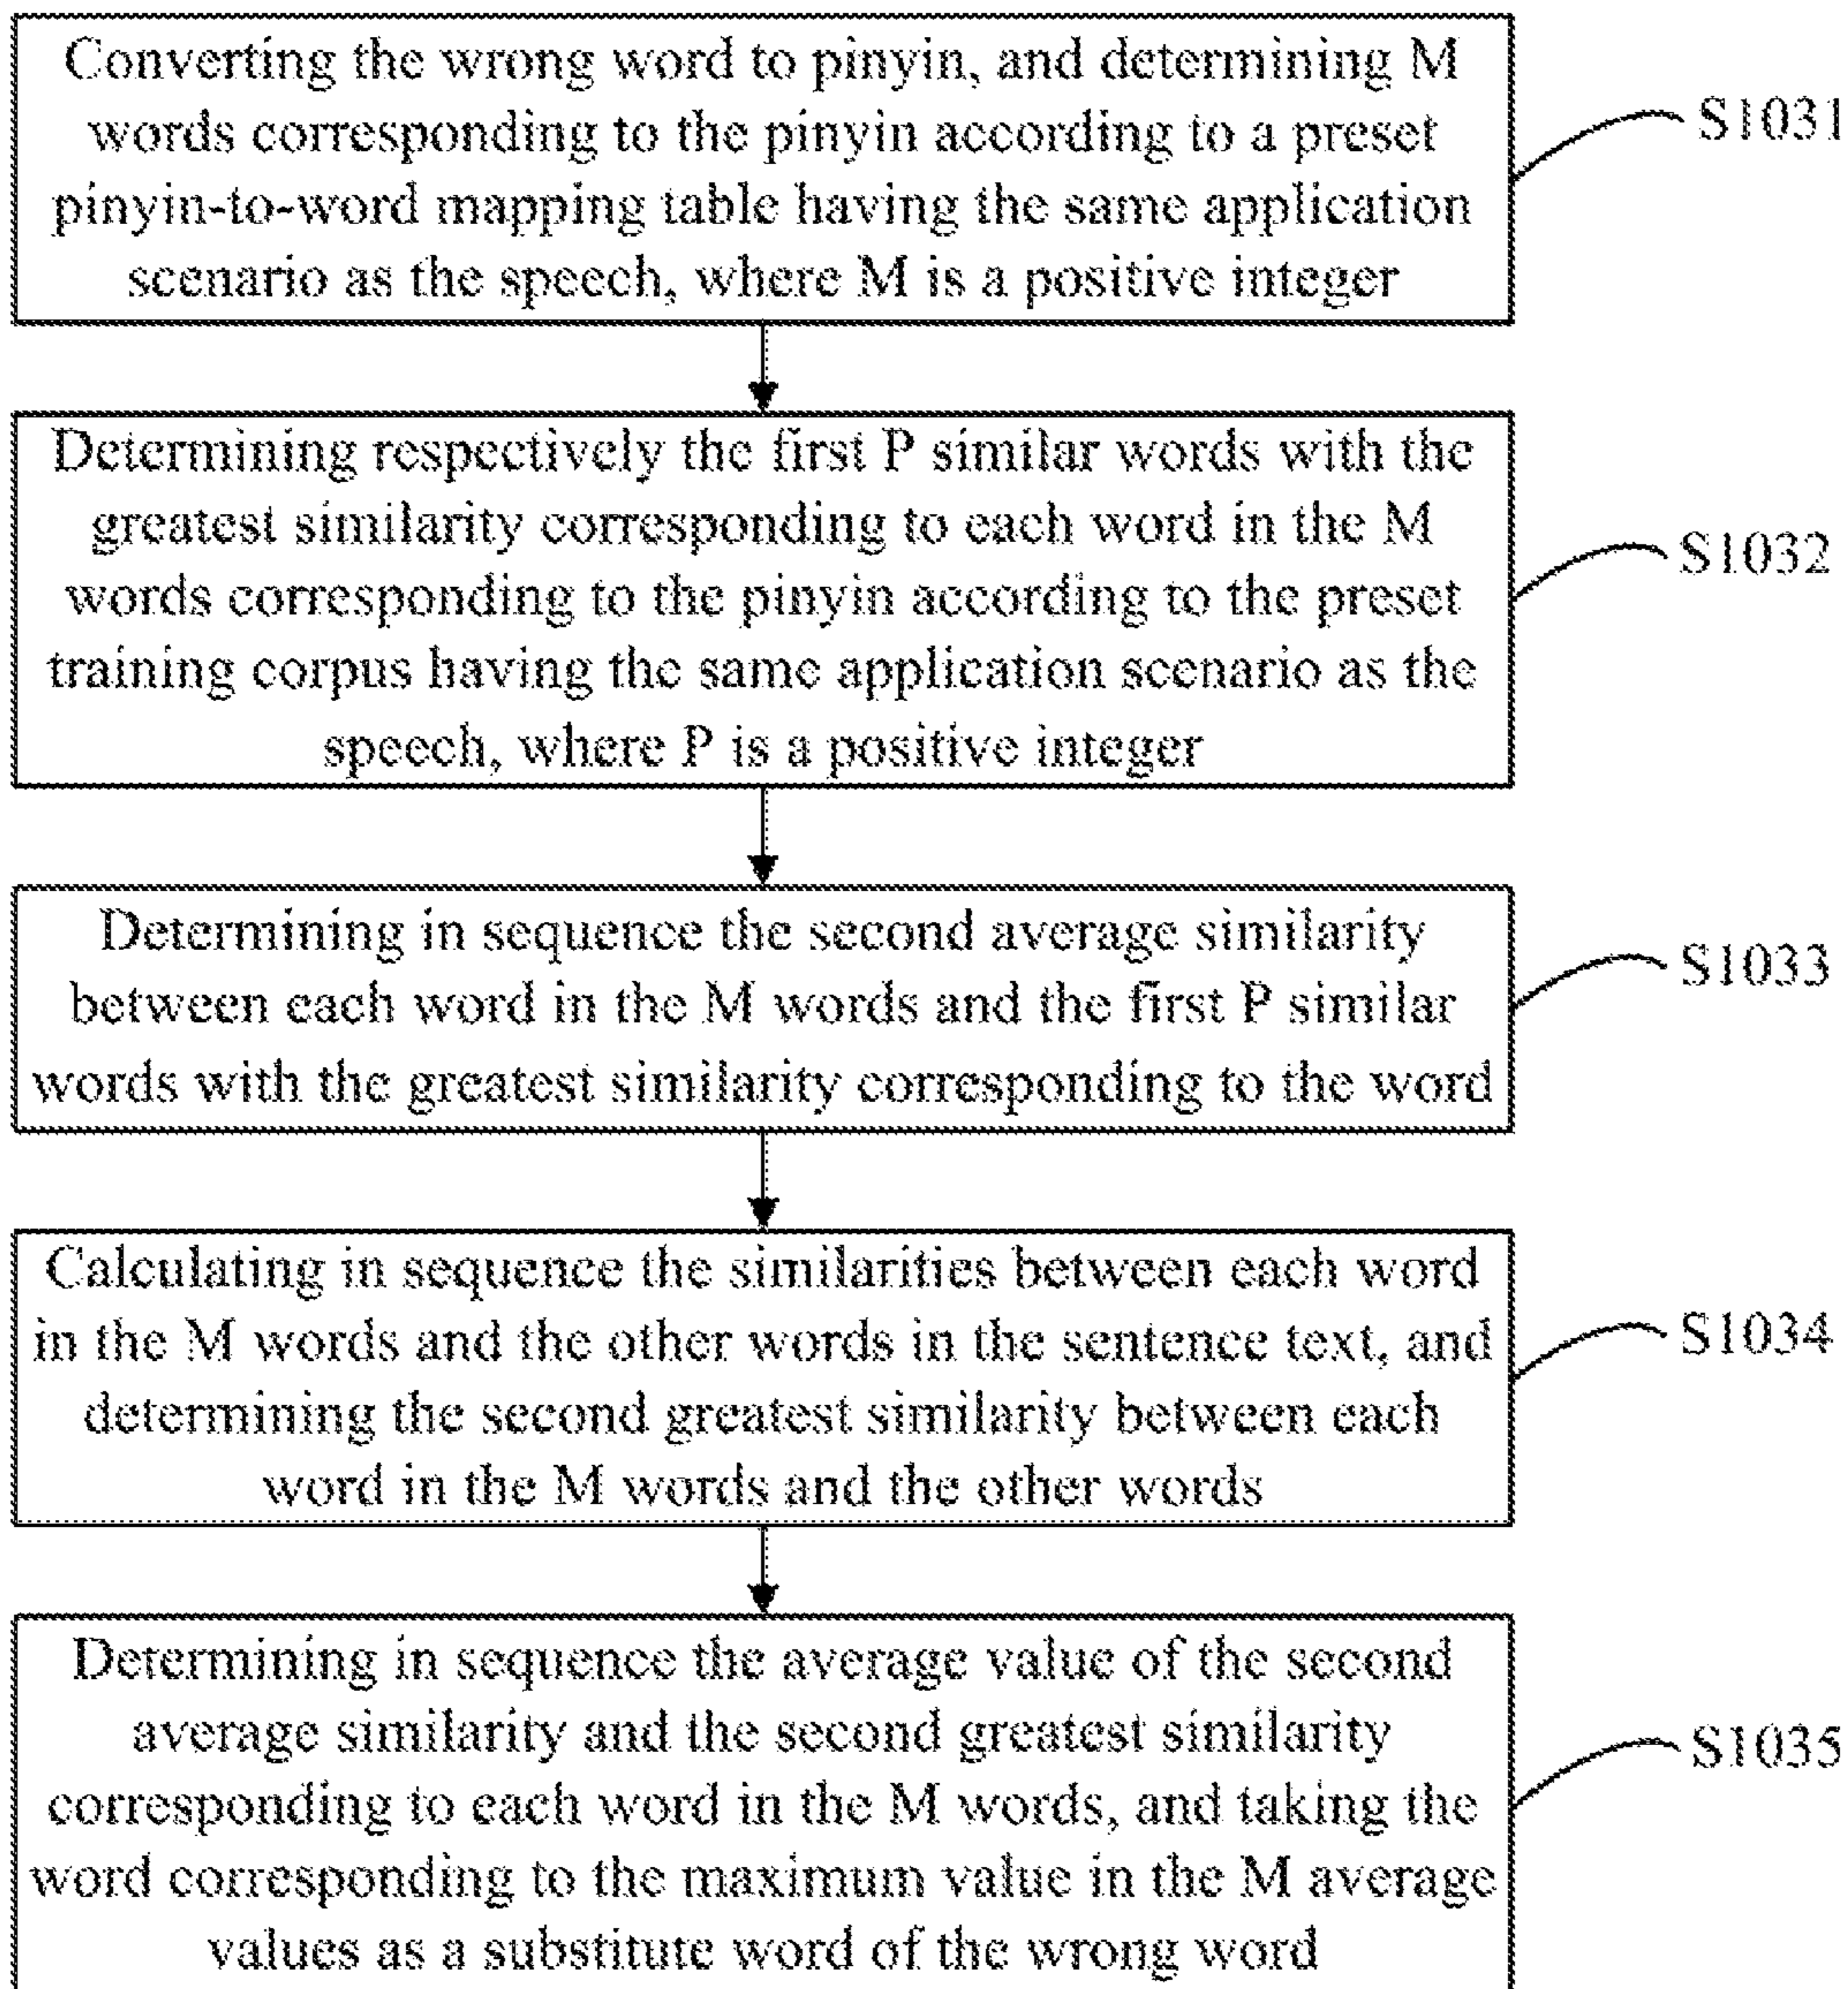 Converting the wrong word to pinyin, and determining M
words corresponding to the pinyin according to a preset
pinyin-to-word mapping table having the same application
scenario as the speech, where M is a positive integer
S1031
Determining respectively the first P similar words with the
greatest similarity corresponding to each word in the M
words corresponding to the pinyin according to the preset
training corpus having the same application scenario as the
speech, where P is a positive integer
S1032
Determining in sequence the second average similarity
between each word in the M words and the first P similar
words with the greatest similarity corresponding to the word
S1033
Calculating in sequence the similarities between each word
in the M words and the other words in the sentence text, and
determining the second greatest similarity between each
word in the M words and the other words
S1034
Determining in sequence the average value of the second
average similarity and the second greatest similarity
corresponding to each word in the M words, and taking the
word corresponding to the maximum value in the M average
values as a substitute word of the wrong word
S1035